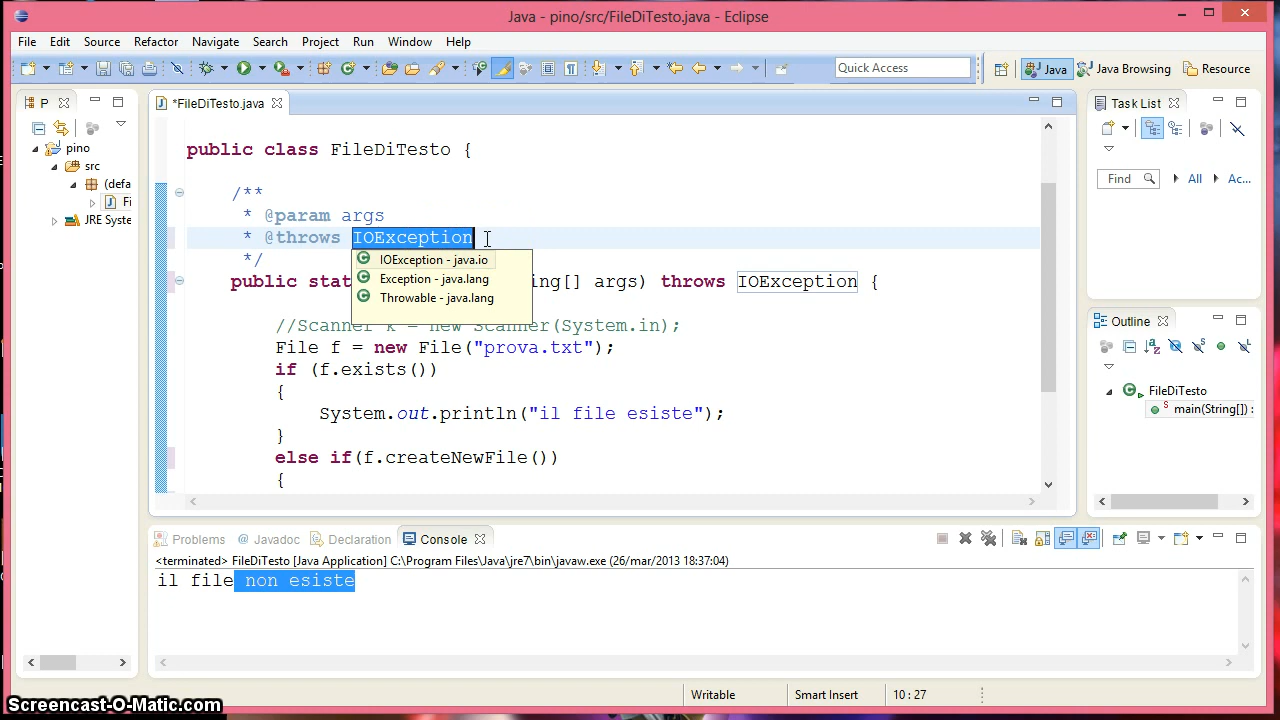 Java - pino/src/FileDiTesto.java - Eclipse
File Edit Source Refactor Navigate Search Project Run Window Help
Quick Access Java Java Browsing Resource
P
pino
src
(defa
Fi
JRE Syste
*FileDiTesto.java
public class FileDiTesto {
/**
* @param args
* @throws IOException
*/
IOException - java.io
Exception - java.lang
Throwable - java.lang
public stat ng[] args) throws IOException {
//Scanner k = new Scanner(System.in);
File f = new File("prova.txt");
if (f.exists())
{
System.out.println("il file esiste");
}
else if(f.createNewFile())
{
Task List
Find All Ac...
Outline
FileDiTesto
main(String[]) :
Problems @ Javadoc Decl Console
<terminated> FileDiTesto [Java Application] C:\Program Files\Java\jre7\bin\javaw.exe (26/mar/2013 18:37:04)
il file non esiste
Writable Smart Insert 10 : 27
Screencast-O-Matic.com